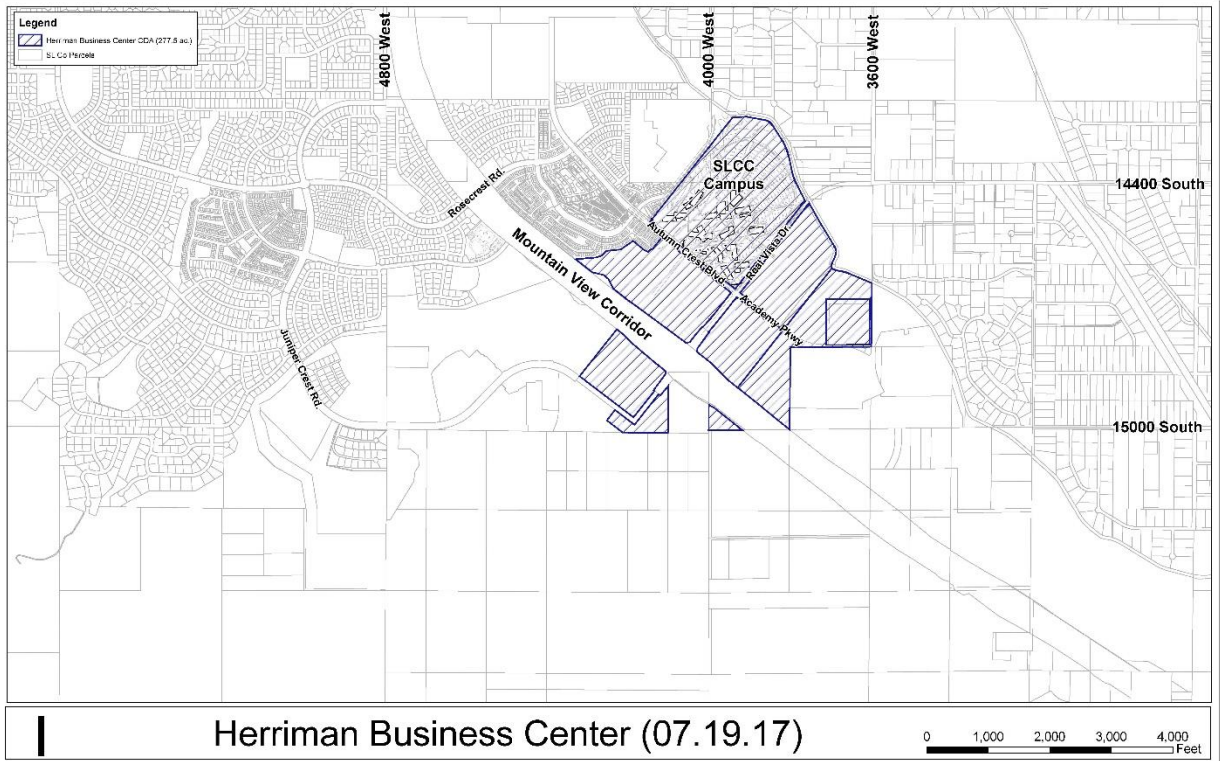 Legend
Herriman Business Center CDA (277.5 ac.)
SL Co Parcels
4800 West
4000 West
3600 West
SLCC
Campus
14400 South
Rosecrest Rd.
Autumn Crest Blvd.
Real Vista Dr.
Mountain View Corridor
Academy Pkwy
Juniper Crest Rd.
15000 South
Herriman Business Center (07.19.17)
0 1,000 2,000 3,000 4,000
Feet